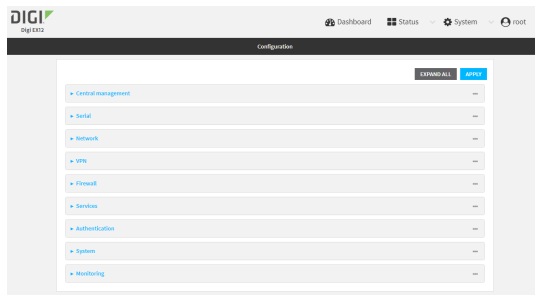 DIGI
Digi EX12
Dashboard Status System root
Configuration
EXPAND ALL APPLY
Central management
Serial
Network
VPN
Firewall
Services
Authentication
System
Monitoring